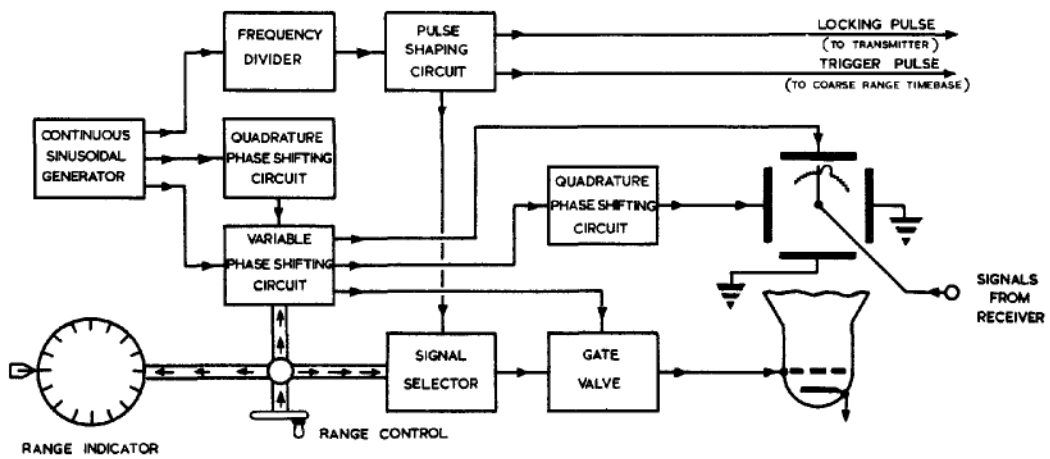 FREQUENCY
DIVIDER
PULSE
SHAPING
CIRCUIT
LOCKING PULSE
(TO TRANSMITTER)
TRIGGER PULSE
(TO COARSE RANGE TIMEBASE)
CONTINUOUS
SINUSOIDAL
GENERATOR
QUADRATURE
PHASE SHIFTING
CIRCUIT
QUADRATURE
PHASE SHIFTING
CIRCUIT
VARIABLE
PHASE SHIFTING
CIRCUIT
SIGNALS
FROM
RECEIVER
SIGNAL
SELECTOR
GATE
VALVE
RANGE CONTROL
RANGE INDICATOR